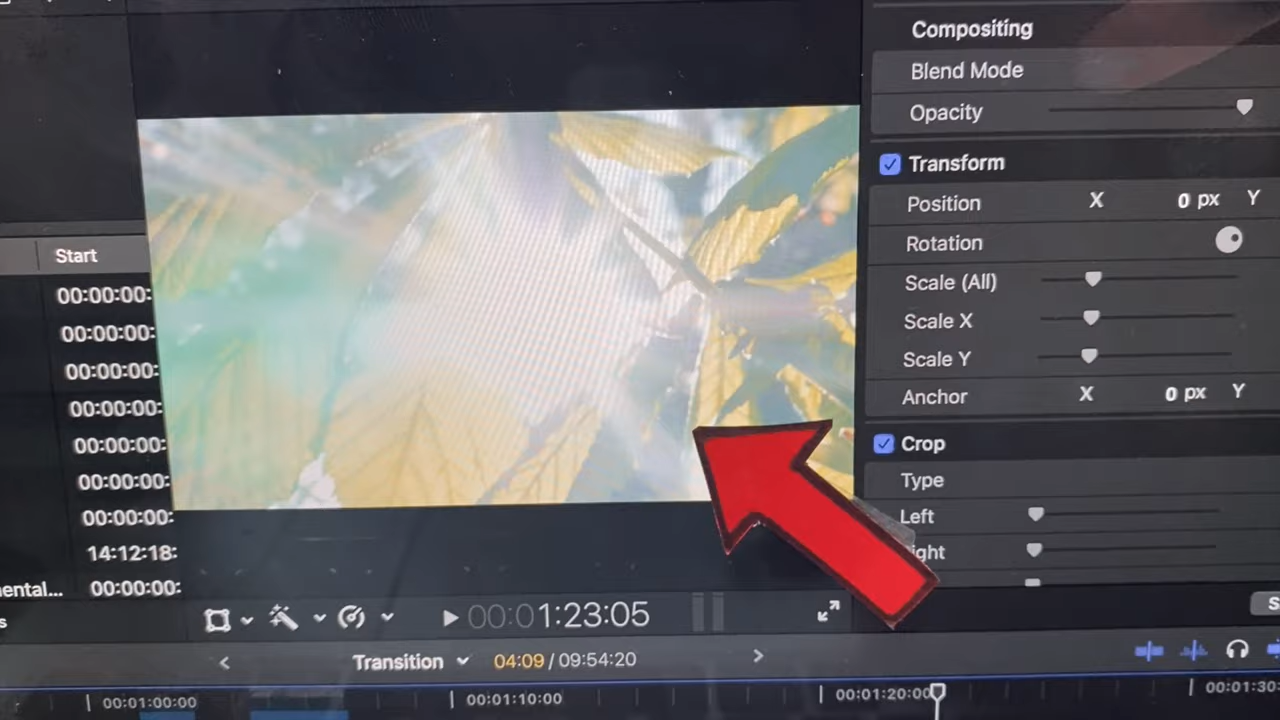 Compositing
Blend Mode
Opacity
Transform
Position X 0 px Y
Rotation
Scale (All)
Scale X
Scale Y
Anchor X 0 px Y
Crop
Type
Left
ight
Start
00:00:00:
00:00:00:
00:00:00:
00:00:00:
00:00:00:
00:00:00:
00:00:00:
14:12:18:
ental... 00:00:00:
s
00:01:23:05
S
Transition 04:09 / 09:54:20
00:01:00:00 00:01:10:00 00:01:20:00 00:01:30: